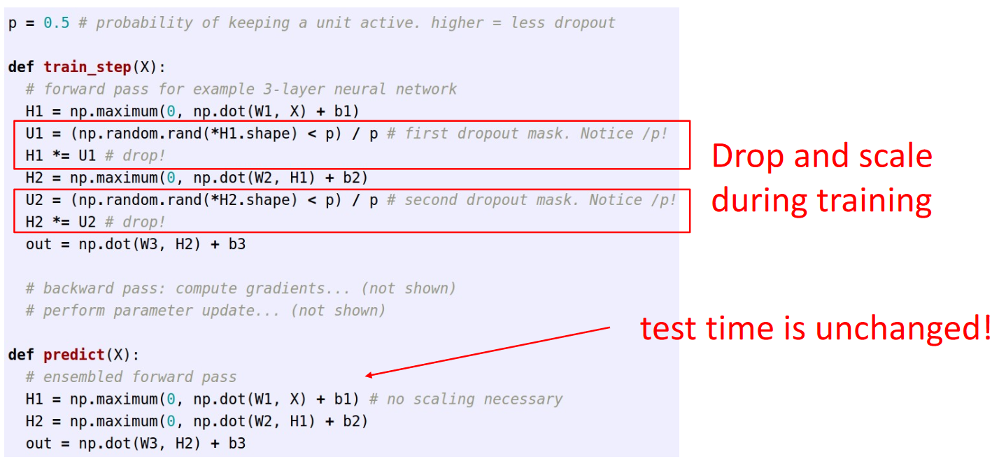 p = 0.5 # probability of keeping a unit active. higher = less dropout
def train_step(X):
# forward pass for example 3-layer neural network
H1 = np.maximum(0, np.dot(W1, X) + b1)
U1 = (np.random.rand(*H1.shape) < p) / p # first dropout mask. Notice /p!
H1 *= U1 # drop!
H2 = np.maximum(0, np.dot(W2, H1) + b2)
U2 = (np.random.rand(*H2.shape) < p) / p # second dropout mask. Notice /p!
H2 *= U2 # drop!
out = np.dot(W3, H2) + b3
Drop and scale
during training
# backward pass: compute gradients... (not shown)
# perform parameter update... (not shown)
test time is unchanged!
def predict(X):
# ensembled forward pass
H1 = np.maximum(0, np.dot(W1, X) + b1) # no scaling necessary
H2 = np.maximum(0, np.dot(W2, H1) + b2)
out = np.dot(W3, H2) + b3